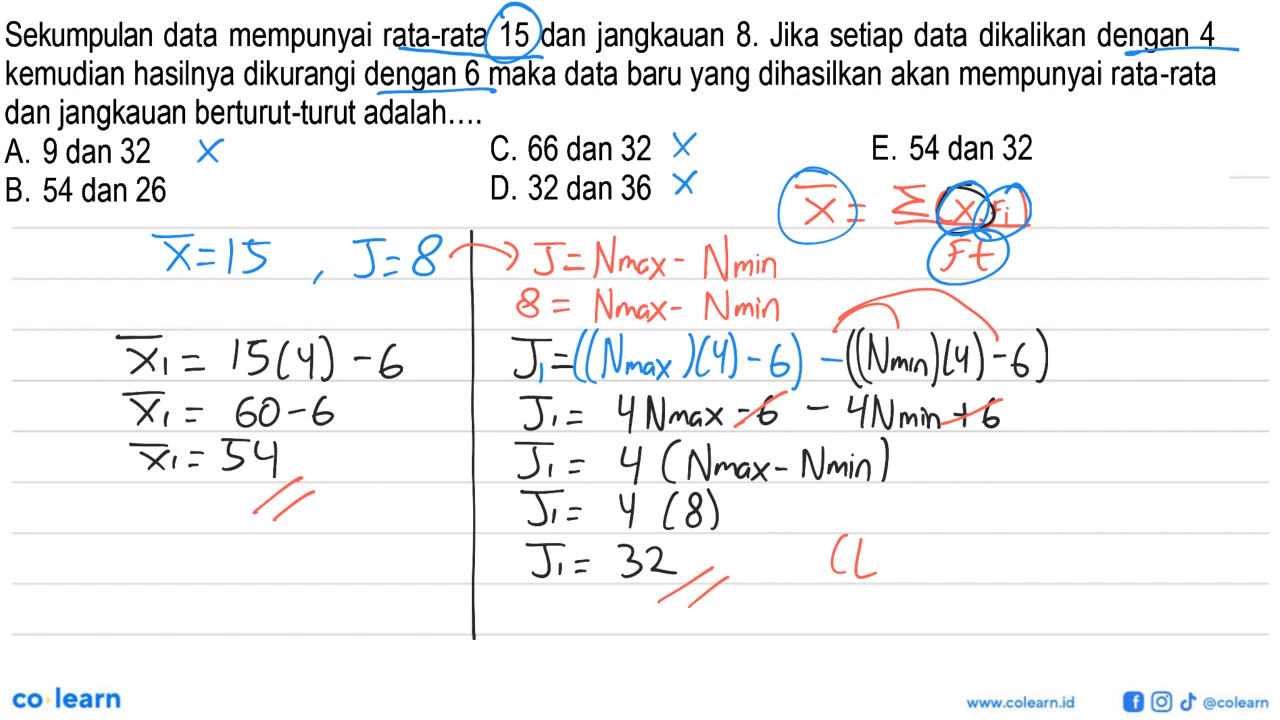 Sekumpulan data mempunyai rata-rata 15 dan jangkauan 8. Jika setiap data dikalikan dengan 4
kemudian hasilnya dikurangi dengan 6 maka data baru yang dihasilkan akan mempunyai rata-rata
dan jangkauan berturut-turut adalah....
A. 9 dan 32 X
C. 66 dan 32 X
E. 54 dan 32
B. 54 dan 26
D. 32 dan 36 X
x̄ = Σ x.fi
ft
x̄ = 15 , J = 8
J = Nmax - Nmin
8 = Nmax - Nmin
x̄₁ = 15(4) - 6
x̄₁ = 60 - 6
x̄₁ = 54
J₁ = ((Nmax)(4) - 6) - ((Nmin)(4) - 6)
J₁ = 4Nmax - 6 - 4Nmin + 6
J₁ = 4 (Nmax - Nmin)
J₁ = 4 (8)
J₁ = 32
co learn
www.colearn.id
@colearn